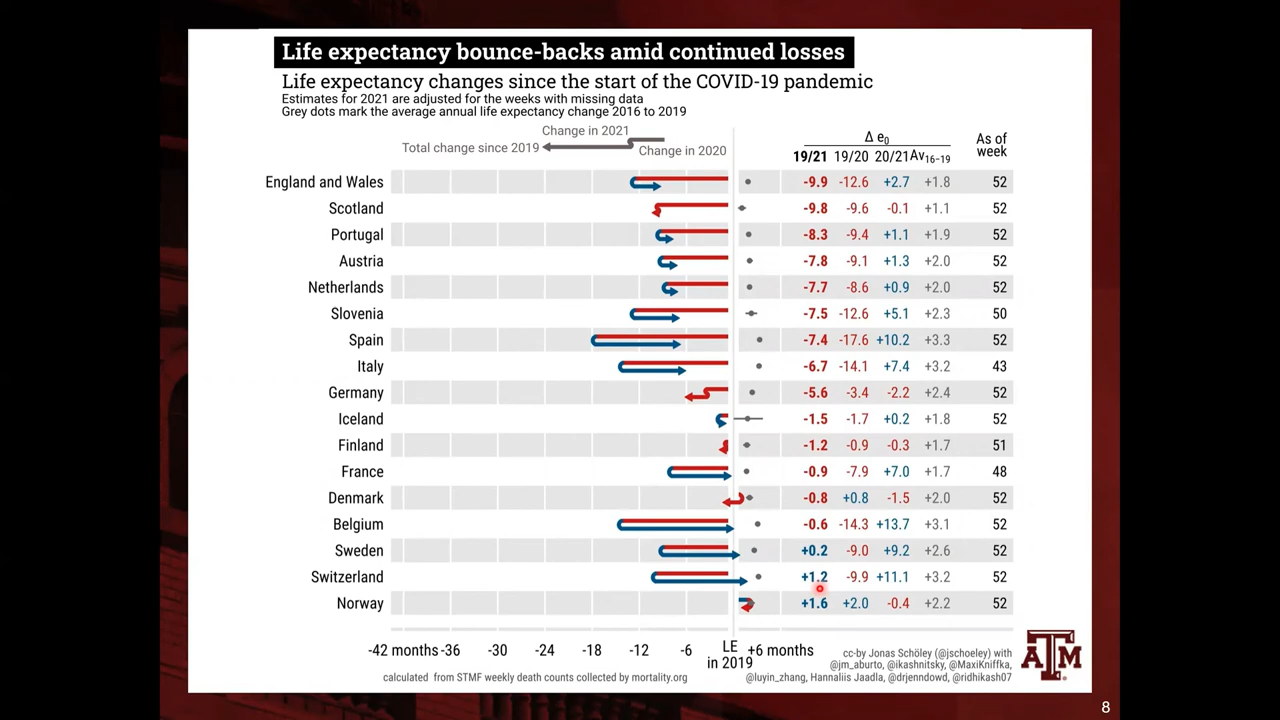 Life expectancy bounce-backs amid continued losses
Life expectancy changes since the start of the COVID-19 pandemic
Estimates for 2021 are adjusted for the weeks with missing data
Grey dots mark the average annual life expectancy change 2016 to 2019
Change in 2021
Total change since 2019
Change in 2020
Δ e0
As of week
19/21 19/20 20/21 Av16-19
England and Wales -9.9 -12.6 +2.7 +1.8 52
Scotland -9.8 -9.6 -0.1 +1.1 52
Portugal -8.3 -9.4 +1.1 +1.9 52
Austria -7.8 -9.1 +1.3 +2.0 52
Netherlands -7.7 -8.6 +0.9 +2.0 52
Slovenia -7.5 -12.6 +5.1 +2.3 50
Spain -7.4 -17.6 +10.2 +3.3 52
Italy -6.7 -14.1 +7.4 +3.2 43
Germany -5.6 -3.4 -2.2 +2.4 52
Iceland -1.5 -1.7 +0.2 +1.8 52
Finland -1.2 -0.9 -0.3 +1.7 51
France -0.9 -7.9 +7.0 +1.7 48
Denmark -0.8 +0.8 -1.5 +2.0 52
Belgium -0.6 -14.3 +13.7 +3.1 52
Sweden +0.2 -9.0 +9.2 +2.6 52
Switzerland +1.2 -9.9 +11.1 +3.2 52
Norway +1.6 +2.0 -0.4 +2.2 52
-42 months -36 -30 -24 -18 -12 -6 LE in 2019 +6 months
calculated from STMF weekly death counts collected by mortality.org
cc-by Jonas Schöley (@jschoeley) with
@jm_aburto, @ikashnitsky, @MaxiKniffka,
@luyin_zhang, Hannaliis Jaadla, @drjenndowd, @ridhikash07
ATM
8